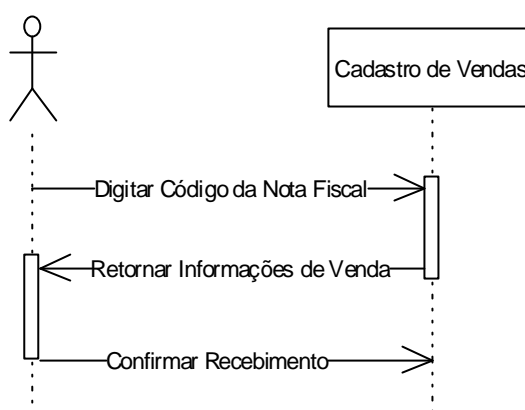 Cadastro de Vendas
Digitar Código da Nota Fiscal
Retornar Informações de Venda
Confirmar Recebimento